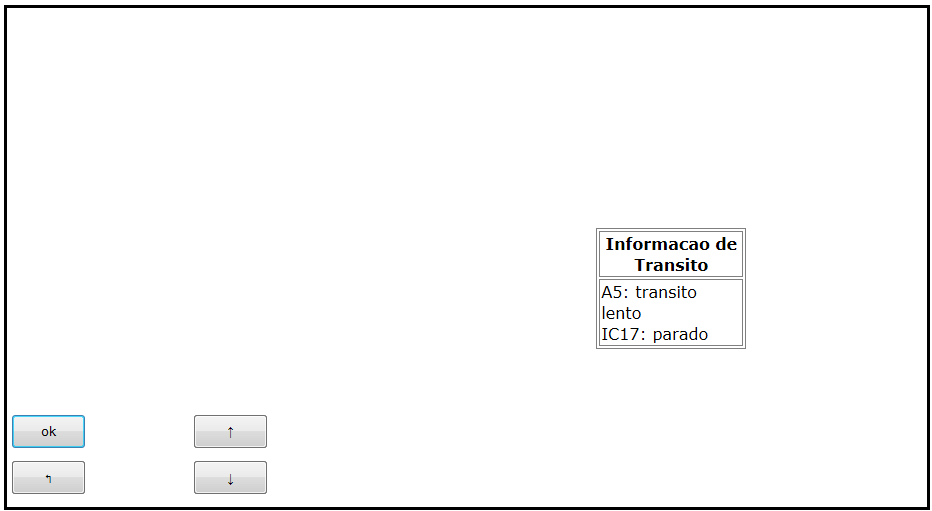 Informacao de
Transito
A5: transito
lento
IC17: parado
ok
↑
↰
↓